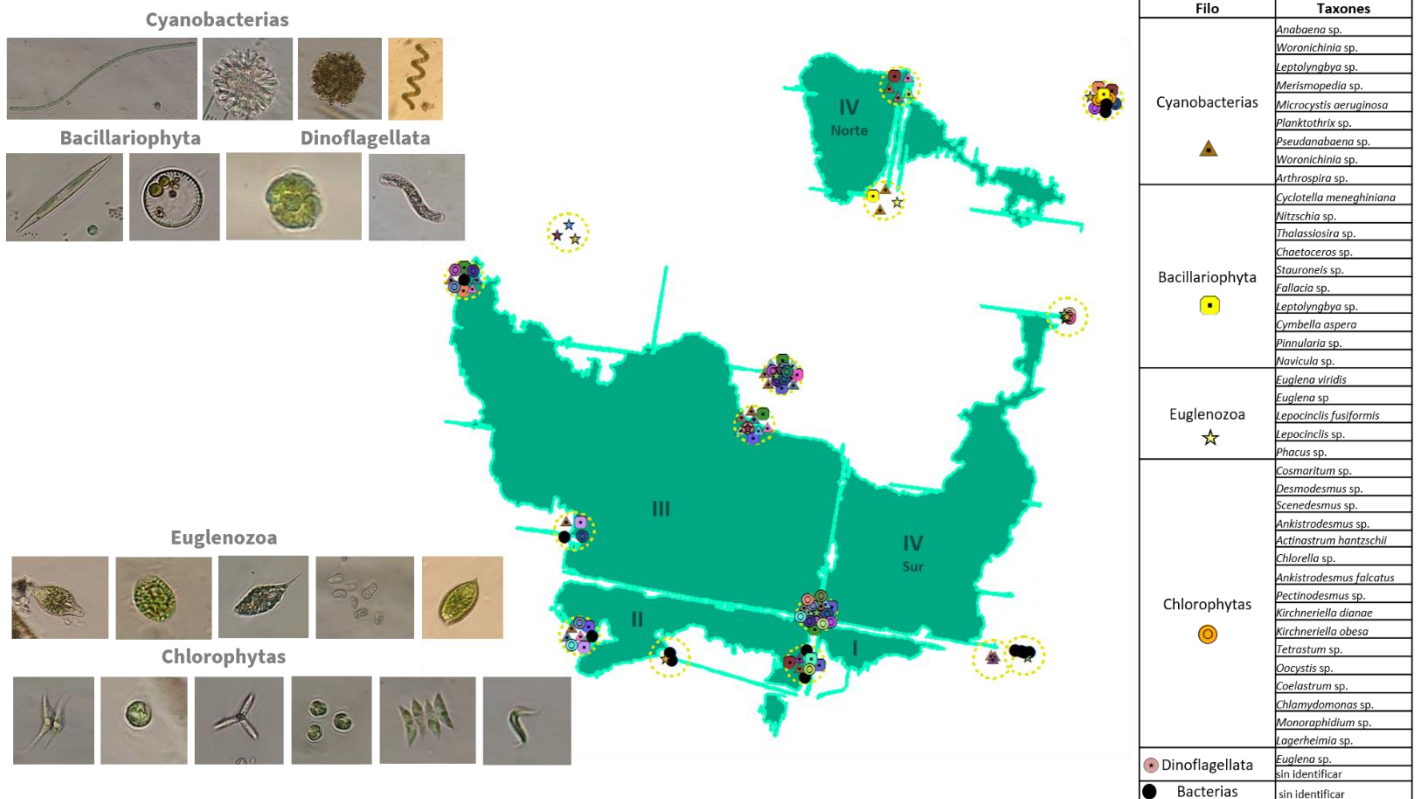 Cyanobacterias
Bacillariophyta
Dinoflagellata
Euglenozoa
Chlorophytas
IV
Norte
III
IV
Sur
II
I
Filo
Taxones
Cyanobacterias
Anabaena sp.
Woronichinia sp.
Leptolyngbya sp.
Merismopedia sp.
Microcystis aeruginosa
Planktothrix sp.
Pseudanabaena sp.
Woronichinia sp.
Arthrospira sp.
Bacillariophyta
Cyclotella meneghiniana
Nitzschia sp.
Thalassiosira sp.
Chaetoceros sp.
Stauroneis sp.
Fallacia sp.
Leptolyngbya sp.
Cymbella aspera
Pinnularia sp.
Navicula sp.
Euglenozoa
Euglena viridis
Euglena sp
Lepocinclis fusiformis
Lepocinclis sp.
Phacus sp.
Chlorophytas
Cosmaritum sp.
Desmodesmus sp.
Scenedesmus sp.
Ankistrodesmus sp.
Actinastrum hantzschii
Chlorella sp.
Ankistrodesmus falcatus
Pectinodesmus sp.
Kirchneriella dianae
Kirchneriella obesa
Tetrastum sp.
Oocystis sp.
Coelastrum sp.
Chlamydomonas sp.
Monoraphidium sp.
Lagerheimia sp.
Dinoflagellata
Euglena sp.
sin identificar
Bacterias
sin identificar